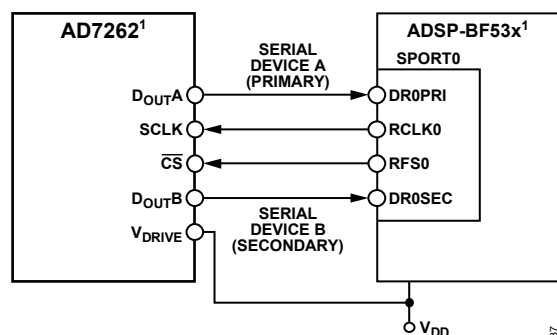 AD7262¹
ADSP-BF53x¹
SERIAL
DEVICE A
(PRIMARY)
SPORT0
DOUTA
DR0PRI
SCLK
RCLK0
CS
RFS0
DOUTB
DR0SEC
SERIAL
DEVICE B
(SECONDARY)
VDRIVE
VDD